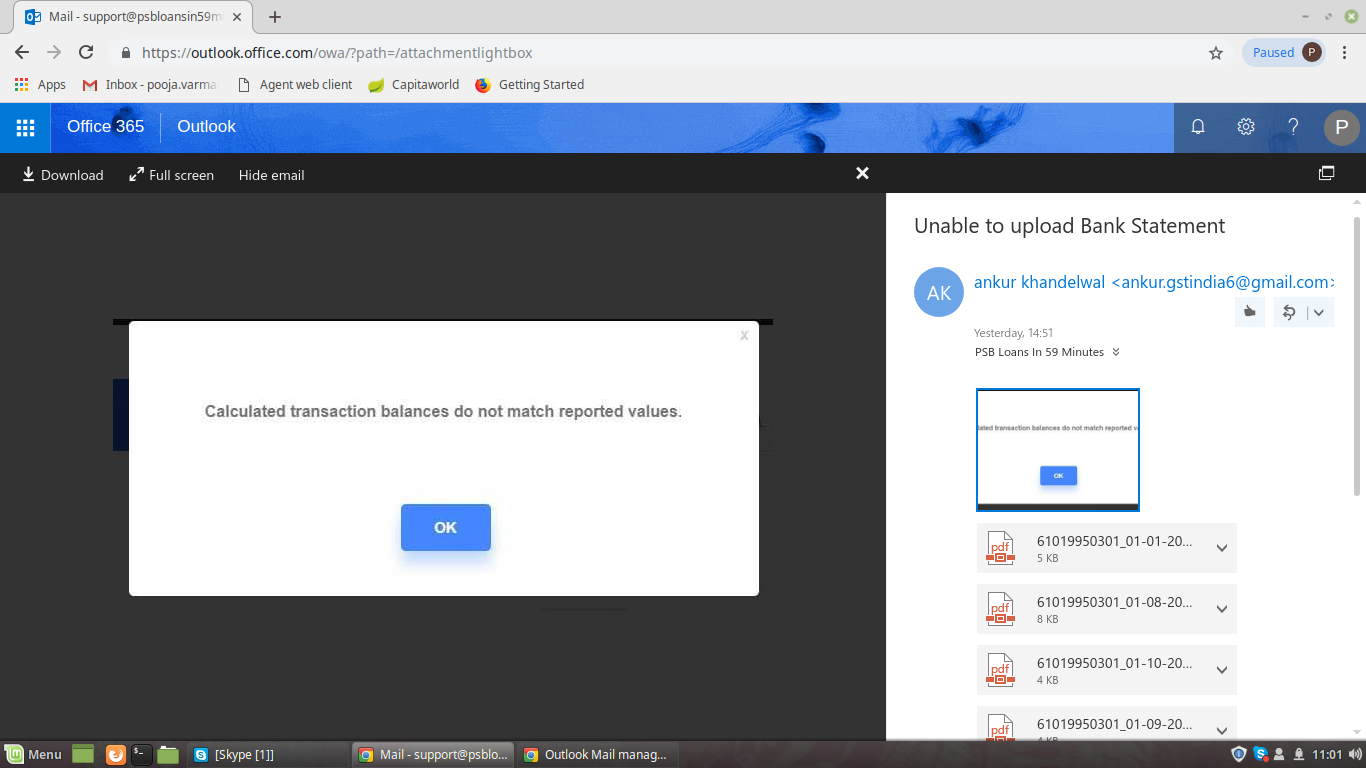 Mail - support@psbloansin59m
https://outlook.office.com/owa/?path=/attachmentlightbox
Paused P
Apps Inbox - pooja.varma Agent web client Capitaworld Getting Started
Office 365 Outlook ? P
Download Full screen Hide email
Unable to upload Bank Statement
AK
ankur khandelwal <ankur.gstindia6@gmail.com>
Yesterday, 14:51
PSB Loans In 59 Minutes
x
Calculated transaction balances do not match reported values.
OK
lated transaction balances do not match reported v
OK
pdf
61019950301_01-01-20...
5 KB
pdf
61019950301_01-08-20...
8 KB
pdf
61019950301_01-10-20...
4 KB
pdf
61019950301_01-09-20...
4 KB
Menu [Skype [1]] Mail - support@psblo... Outlook Mail manag... 11:01